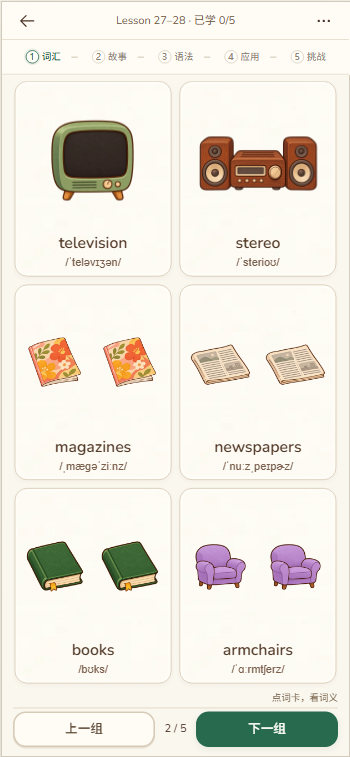 Lesson 27–28 · 已学 0/5
1 词汇 — 2 故事 — 3 语法 — 4 应用 — 5 挑战
television
stereo
/ˈteləvɪʒən/
/ˈsterioʊ/
magazines
newspapers
/ˌmæɡəˈziːnz/
/ˈnuːzˌpeɪpɚz/
books
armchairs
/bʊks/
/ˈɑːrmtʃerz/
点词卡，看词义
上一组
2 / 5
下一组